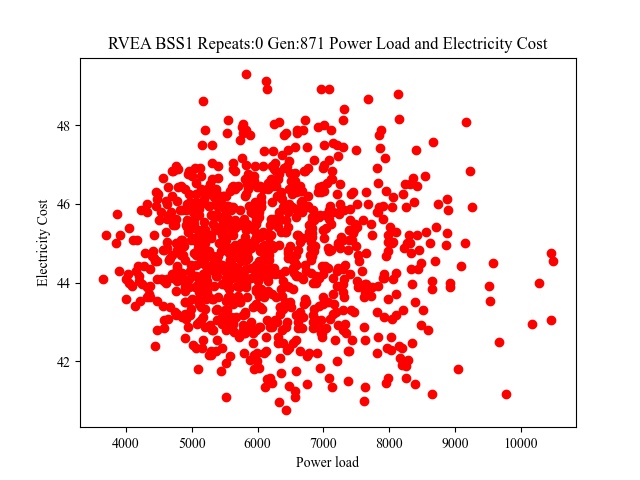 RVEA BSS1 Repeats:0 Gen:871 Power Load and Electricity Cost
48
46
44
42
Electricity Cost
4000 5000 6000 7000 8000 9000 10000
Power load